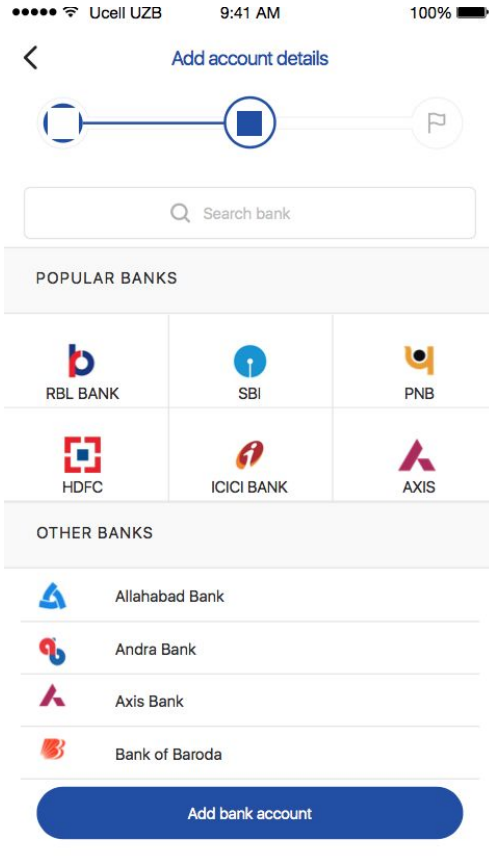 Ucell UZB 9:41 AM 100%
Add account details
Search bank
POPULAR BANKS
RBL BANK SBI PNB
HDFC ICICI BANK AXIS
OTHER BANKS
Allahabad Bank
Andra Bank
Axis Bank
Bank of Baroda
Add bank account